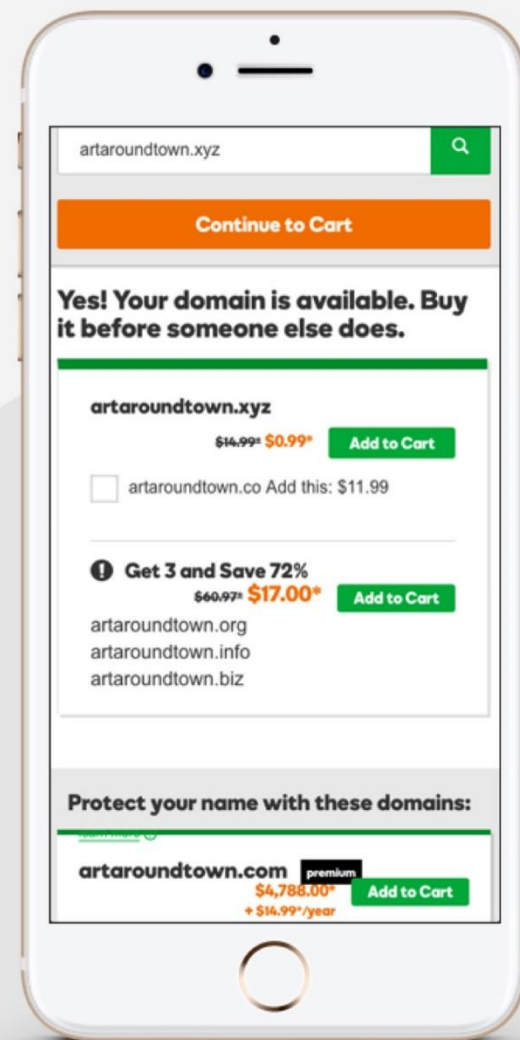 artaroundtown.xyz
Continue to Cart
Yes! Your domain is available. Buy
it before someone else does.
artaroundtown.xyz
$14.99* $0.99* Add to Cart
artaroundtown.co Add this: $11.99
Get 3 and Save 72%
$60.97* $17.00* Add to Cart
artaroundtown.org
artaroundtown.info
artaroundtown.biz
Protect your name with these domains:
learn more
artaroundtown.com premium
$4,788.00* Add to Cart
+ $14.99*/year